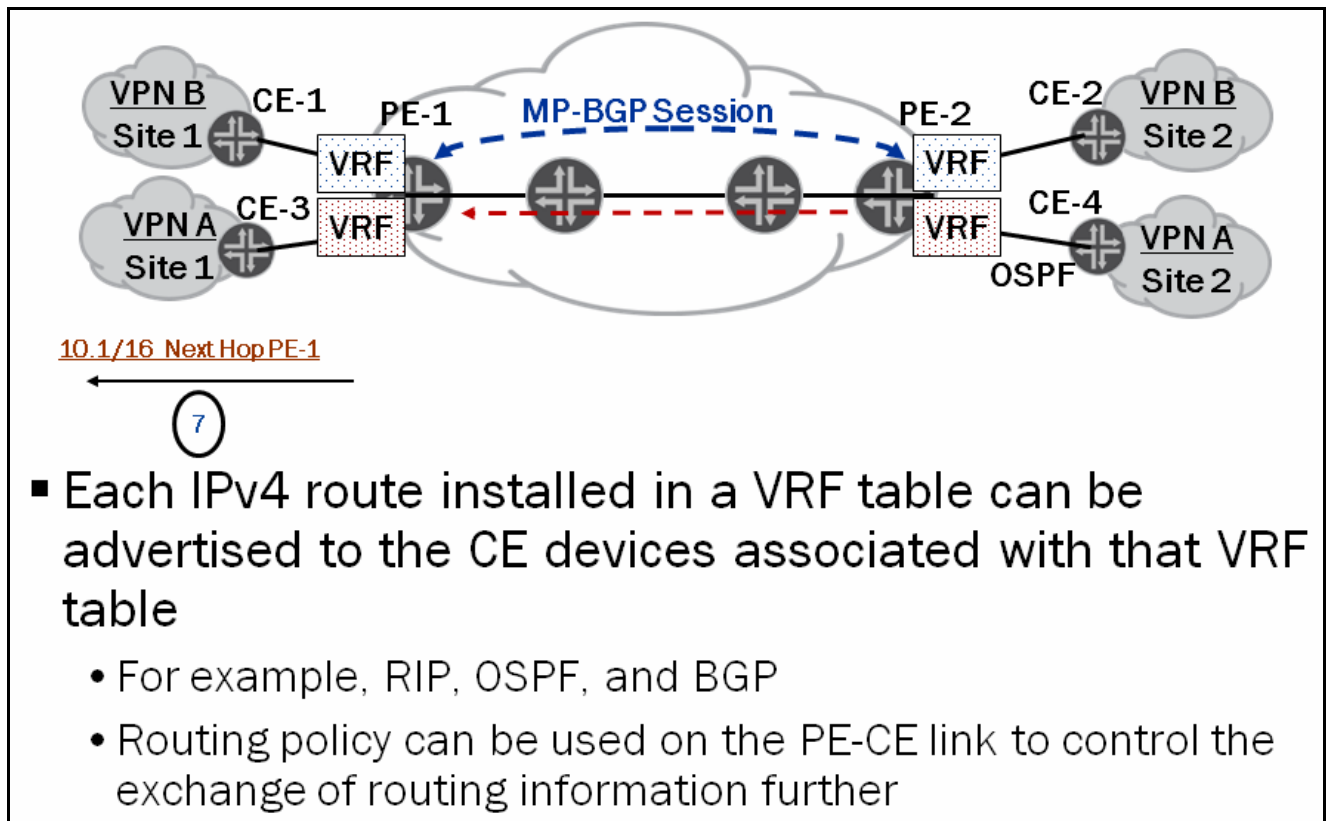 VPN B
Site 1
CE-1
PE-1
MP-BGP Session
PE-2
CE-2
VPN B
Site 2
VRF
VRF
VPN A
Site 1
CE-3
VRF
VRF
CE-4
OSPF
VPN A
Site 2
10.1/16 Next Hop PE-1
7
▪ Each IPv4 route installed in a VRF table can be
advertised to the CE devices associated with that VRF
table
• For example, RIP, OSPF, and BGP
• Routing policy can be used on the PE-CE link to control the
exchange of routing information further